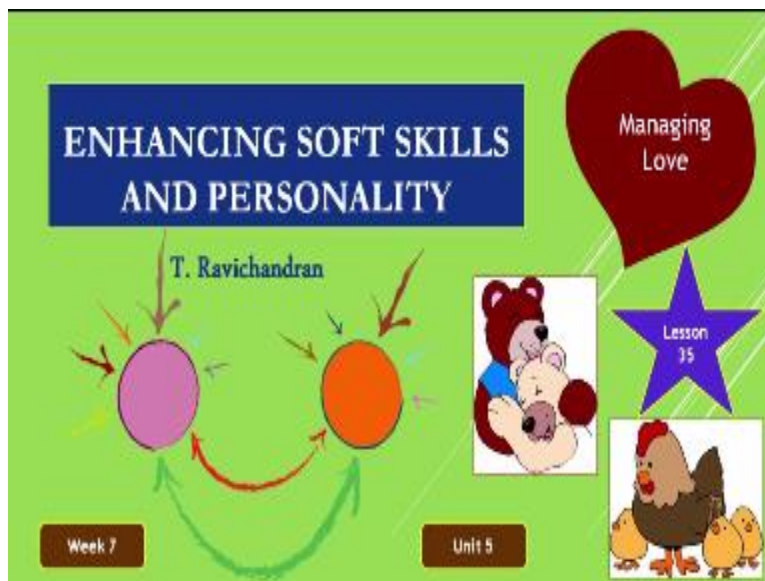 ENHANCING SOFT SKILLS
AND PERSONALITY
T. Ravichandran
Managing
Love
Lesson
35
Week 7
Unit 5